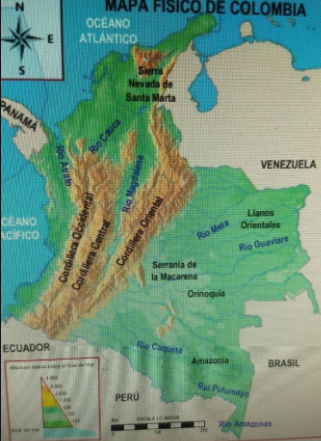 MAPA FÍSICO DE COLOMBIA
N
E
S
OCÉANO
ATLÁNTICO
Sierra
Nevada de
Santa Marta
PANAMÁ
Río Cauca
Río Atrato
Río Magdalena
VENEZUELA
OCÉANO
PACÍFICO
Cordillera Occidental
Cordillera Central
Cordillera Oriental
Río Meta
Llanos
Orientales
Río Guaviare
Serranía de
la Macarena
Orinoquia
ECUADOR
Río Caquetá
Amazonía
BRASIL
Río Putumayo
PERÚ
Río Amazonas